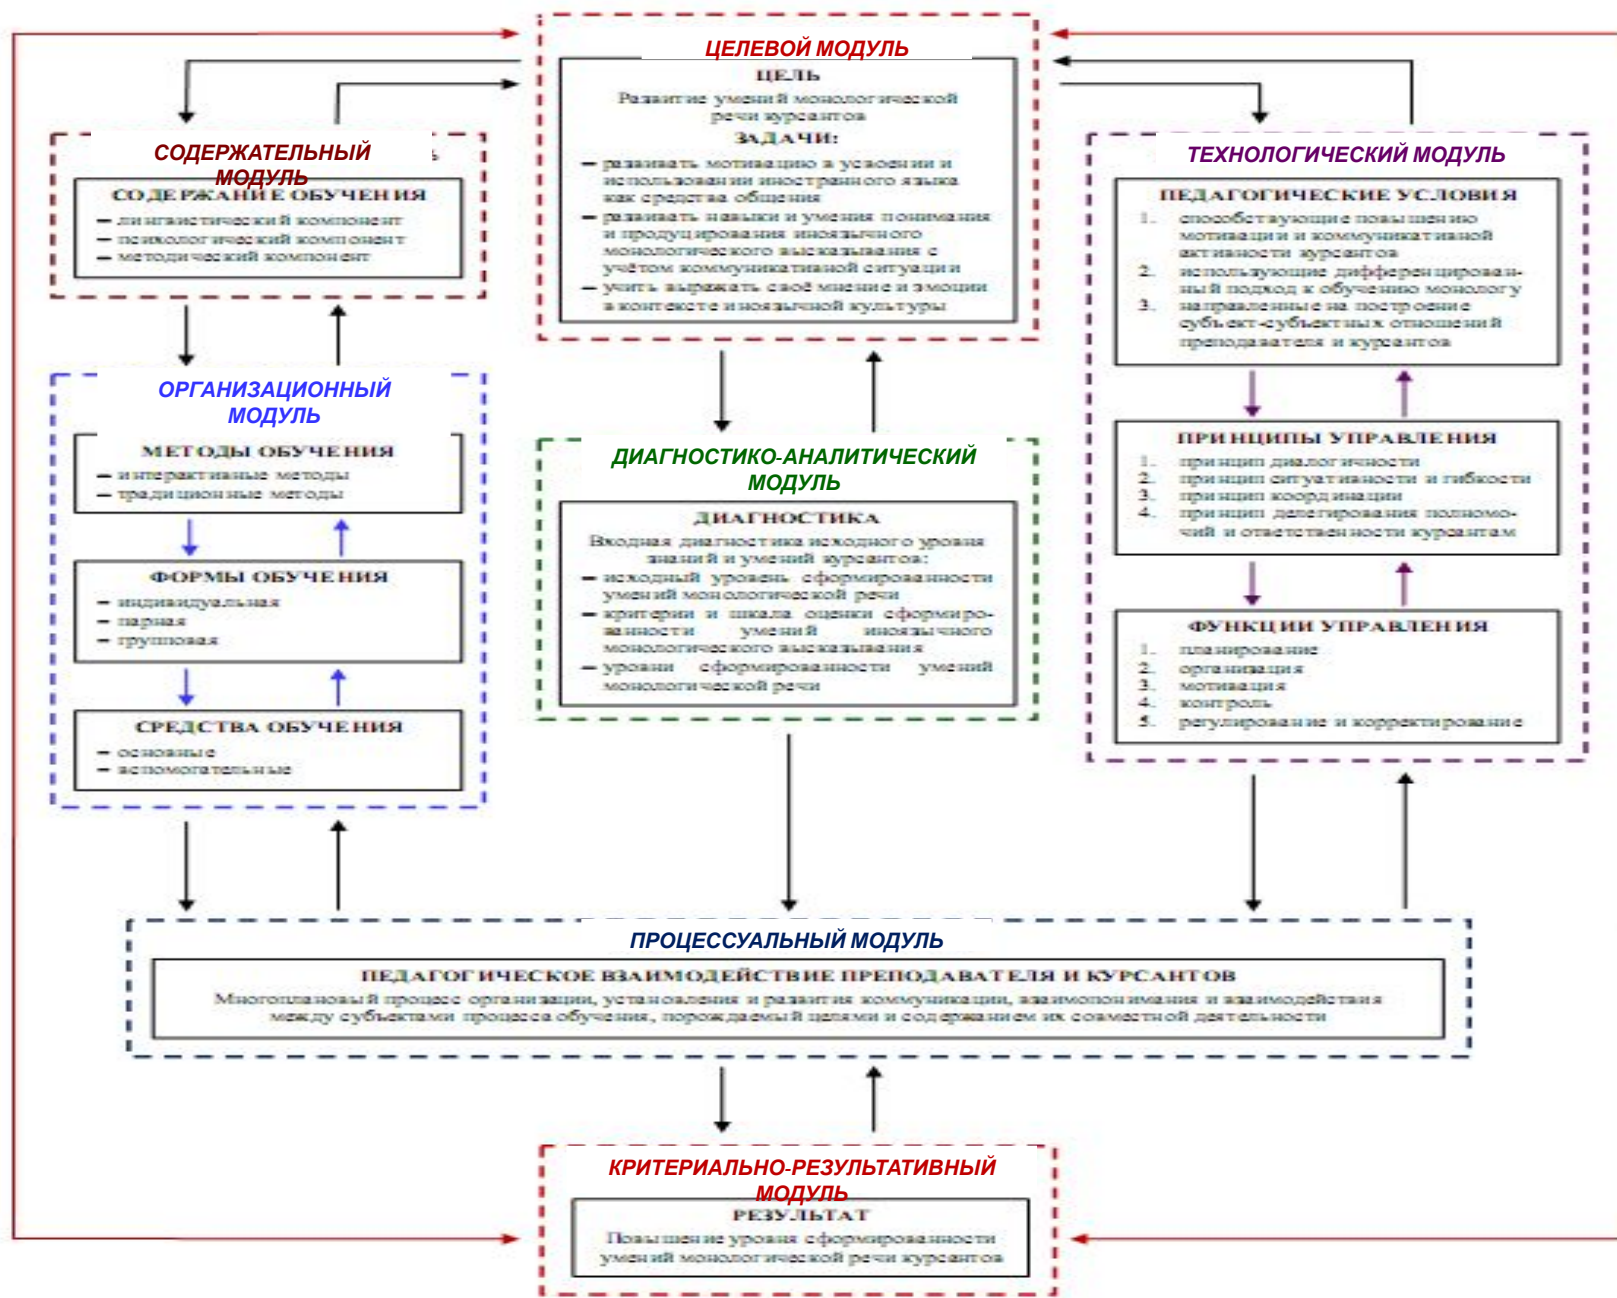 ЦЕЛЕВОЙ МОДУЛЬ
ЦЕЛЬ
Развитие умений монологической
речи курсантов
ЗАДАЧИ:
– развивать мотивацию в усвоении и
использовании иностранного языка
как средства общения
– развивать навыки и умения понимания
и продуцирования иноязычного
монологического высказывания с
учётом коммуникативной ситуации
– учить выражать своё мнение и эмоции
в контексте иноязычной культуры
СОДЕРЖАТЕЛЬНЫЙ
МОДУЛЬ
СОДЕРЖАНИЕ ОБУЧЕНИЯ
– лингвистический компонент
– психологический компонент
– методический компонент
ТЕХНОЛОГИЧЕСКИЙ МОДУЛЬ
ПЕДАГОГИЧЕСКИЕ УСЛОВИЯ
1. способствующие повышению
мотивации и коммуникативной
активности курсантов
2. использующие дифференцирован-
ный подход к обучению монологу
3. направленные на построение
субъект-субъектных отношений
преподавателя и курсантов
ОРГАНИЗАЦИОННЫЙ
МОДУЛЬ
МЕТОДЫ ОБУЧЕНИЯ
– интерактивные методы
– традиционные методы
ФОРМЫ ОБУЧЕНИЯ
– индивидуальная
– парная
– групповая
СРЕДСТВА ОБУЧЕНИЯ
– основные
– вспомогательные
ДИАГНОСТИКО-АНАЛИТИЧЕСКИЙ
МОДУЛЬ
ДИАГНОСТИКА
Входная диагностика исходного уровня
знаний и умений курсантов:
– исходный уровень сформированности
умений монологической речи
– критерии и шкала оценки сформиро-
ванности умений иноязычного
монологического высказывания
– уровни сформированности умений
монологической речи
ПРИНЦИПЫ УПРАВЛЕНИЯ
1. принцип диалогичности
2. принцип ситуативности и гибкости
3. принцип координации
4. принцип делегирования полномо-
чий и ответственности курсантам
ФУНКЦИИ УПРАВЛЕНИЯ
1. планирование
2. организация
3. мотивация
4. контроль
5. регулирование и корректирование
ПРОЦЕССУАЛЬНЫЙ МОДУЛЬ
ПЕДАГОГИЧЕСКОЕ ВЗАИМОДЕЙСТВИЕ ПРЕПОДАВАТЕЛЯ И КУРСАНТОВ
Многоплановый процесс организации, установления и развития коммуникации, взаимопонимания и взаимодействия
между субъектами процесса обучения, порождаемый целями и содержанием их совместной деятельности
КРИТЕРИАЛЬНО-РЕЗУЛЬТАТИВНЫЙ
МОДУЛЬ
РЕЗУЛЬТАТ
Повышение уровня сформированности
умений монологической речи курсантов